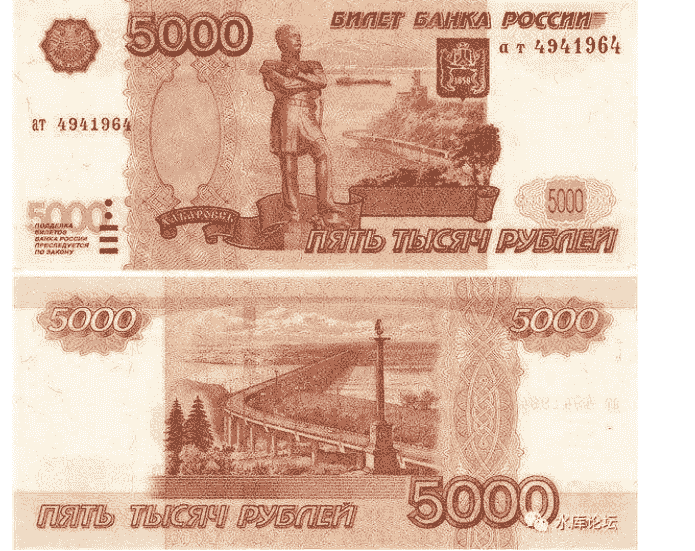 5000
БИЛЕТ БАНКА РОССИИ
ат 4941964
1858
ат 4941964
ХАБАРОВСК
5000
5000
ПОДДЕЛКА
БИЛЕТОВ
БАНКА РОССИИ
ПРЕСЛЕДУЕТСЯ
ПО ЗАКОНУ
ПЯТЬ ТЫСЯЧ РУБЛЕЙ
5000
5000
ПЯТЬ ТЫСЯЧ РУБЛЕЙ
5000
水库论坛